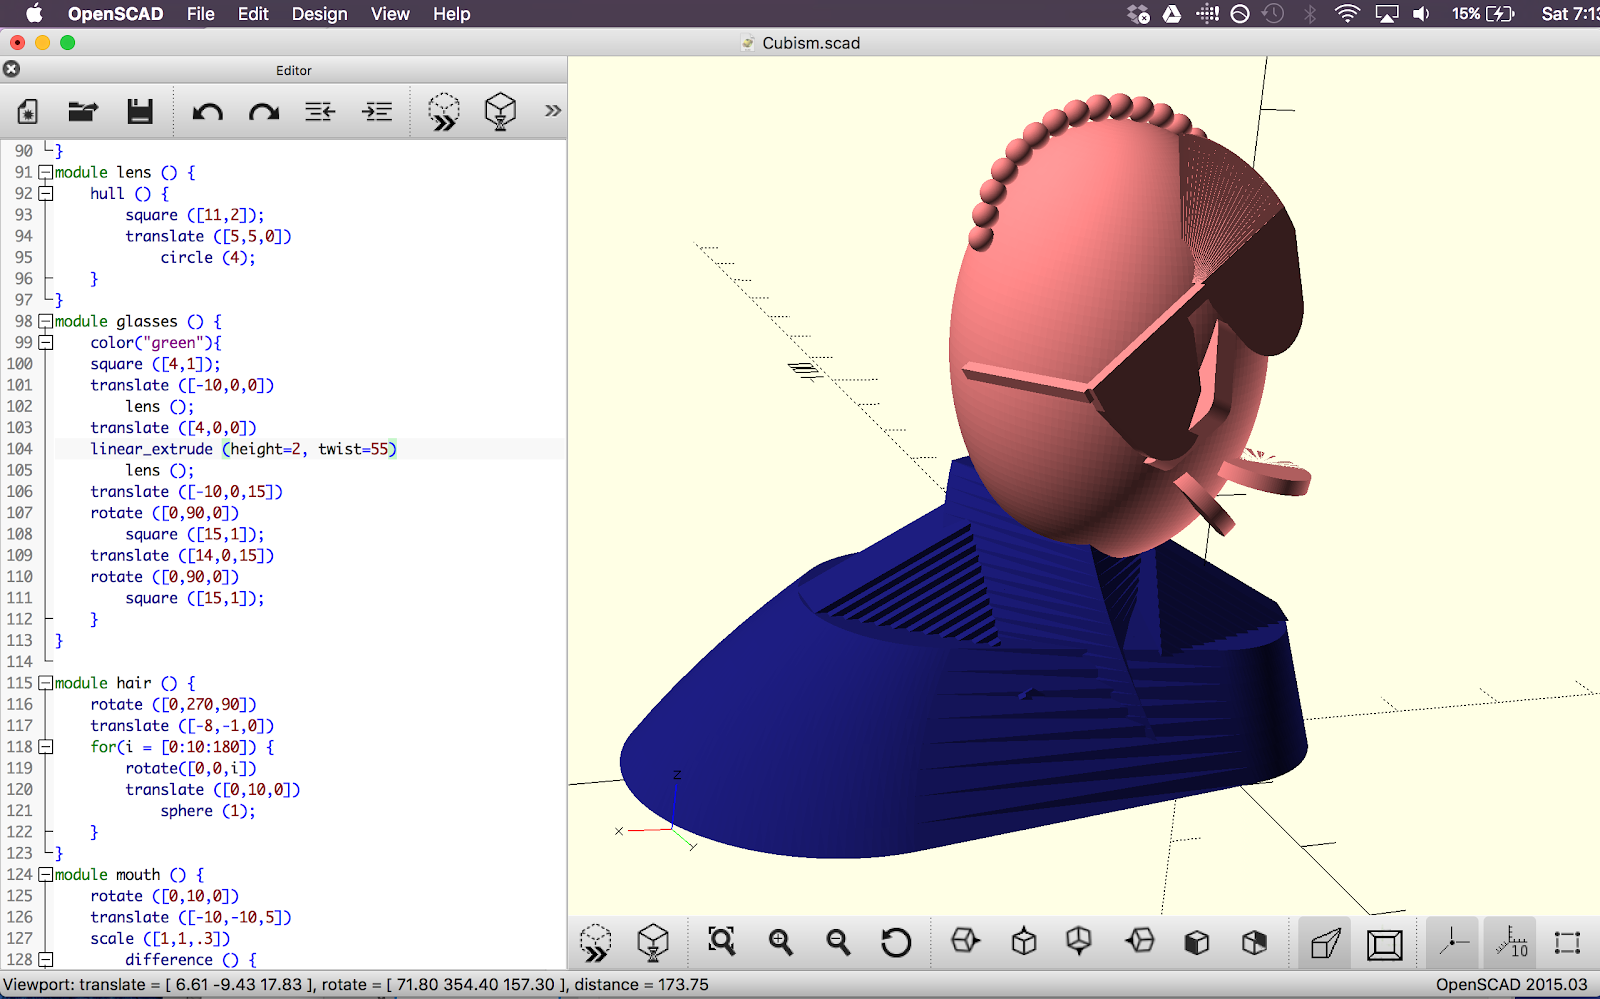 OpenSCAD File Edit Design View Help 15% Sat 7:13
Cubism.scad
Editor
90 }
91 module lens () {
92 hull () {
93 square ([11,2]);
94 translate ([5,5,0])
95 circle (4);
96 }
97 }
98 module glasses () {
99 color("green"){
100 square ([4,1]);
101 translate ([-10,0,0])
102 lens ();
103 translate ([4,0,0])
104 linear_extrude (height=2, twist=55)
105 lens ();
106 translate ([-10,0,15])
107 rotate ([0,90,0])
108 square ([15,1]);
109 translate ([14,0,15])
110 rotate ([0,90,0])
111 square ([15,1]);
112 }
113 }
114
115 module hair () {
116 rotate ([0,270,90])
117 translate ([-8,-1,0])
118 for(i = [0:10:180]) {
119 rotate([0,0,i])
120 translate ([0,10,0])
121 sphere (1);
122 }
123 }
124 module mouth () {
125 rotate ([0,10,0])
126 translate ([-10,-10,5])
127 scale ([1,1,.3])
128 difference () {
Z
X
Y
10
Viewport: translate = [ 6.61 -9.43 17.83 ], rotate = [ 71.80 354.40 157.30 ], distance = 173.75
OpenSCAD 2015.03